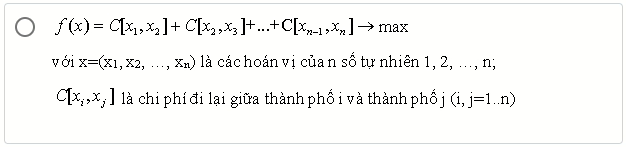 f(x) = C[x₁,x₂] + C[x₂,x₃]+...+C[xₙ₋₁,xₙ] → max
với x=(x₁, x₂, …, xₙ) là các hoán vị của n số tự nhiên 1, 2, …, n;
C[xᵢ,xⱼ] là chi phí đi lại giữa thành phố i và thành phố j (i, j=1..n)